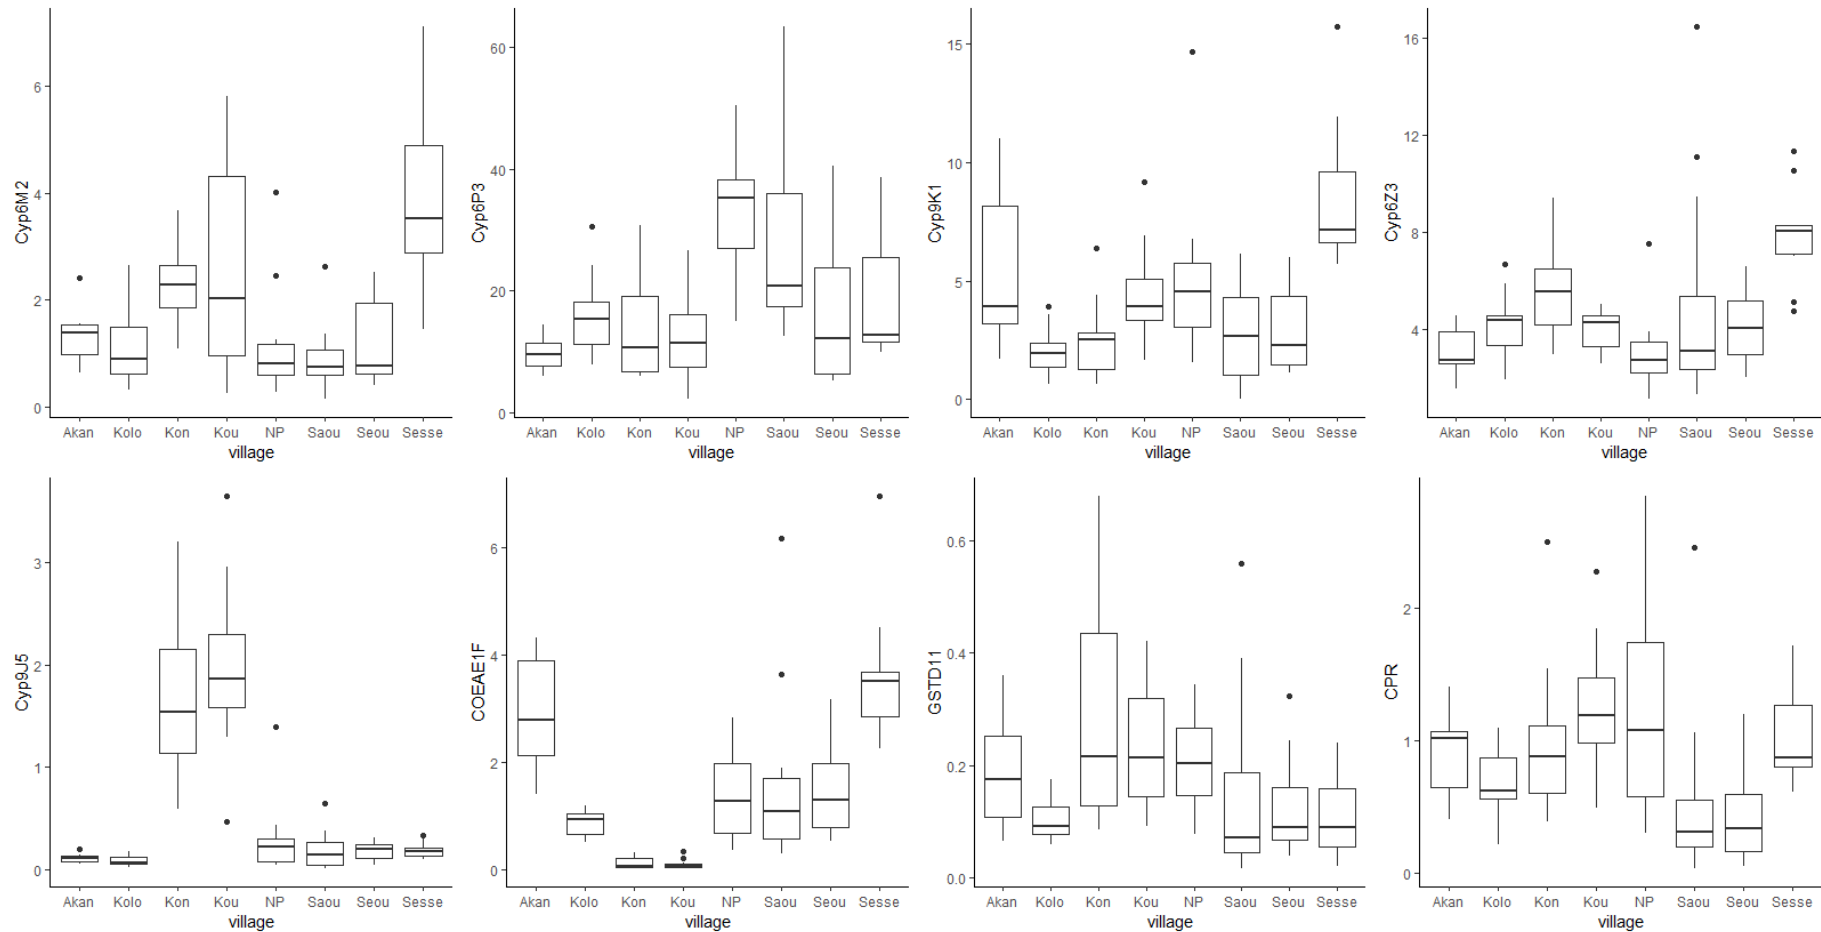 Cyp6M2
6
4
2
0
Akan Kolo Kon Kou NP Saou Seou Sesse
village
Cyp6P3
60
40
20
0
Akan Kolo Kon Kou NP Saou Seou Sesse
village
Cyp9K1
15
10
5
0
Akan Kolo Kon Kou NP Saou Seou Sesse
village
Cyp6Z3
16
12
8
4
Akan Kolo Kon Kou NP Saou Seou Sesse
village
Cyp9J5
3
2
1
0
Akan Kolo Kon Kou NP Saou Seou Sesse
village
COEAE1F
6
4
2
0
Akan Kolo Kon Kou NP Saou Seou Sesse
village
GSTD11
0.6
0.4
0.2
0.0
Akan Kolo Kon Kou NP Saou Seou Sesse
village
CPR
2
1
0
Akan Kolo Kon Kou NP Saou Seou Sesse
village